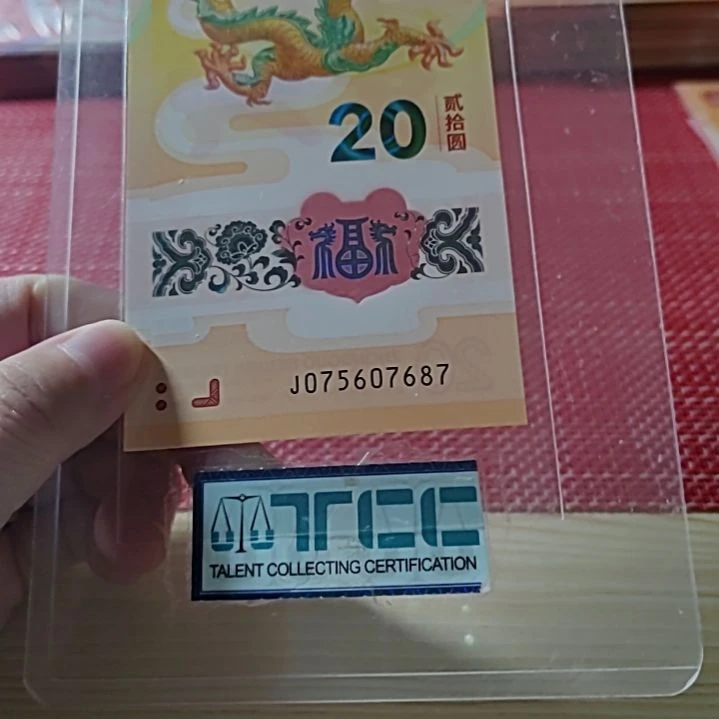 20
贰拾圆
福
J075607687
TCC
TALENT COLLECTING CERTIFICATION